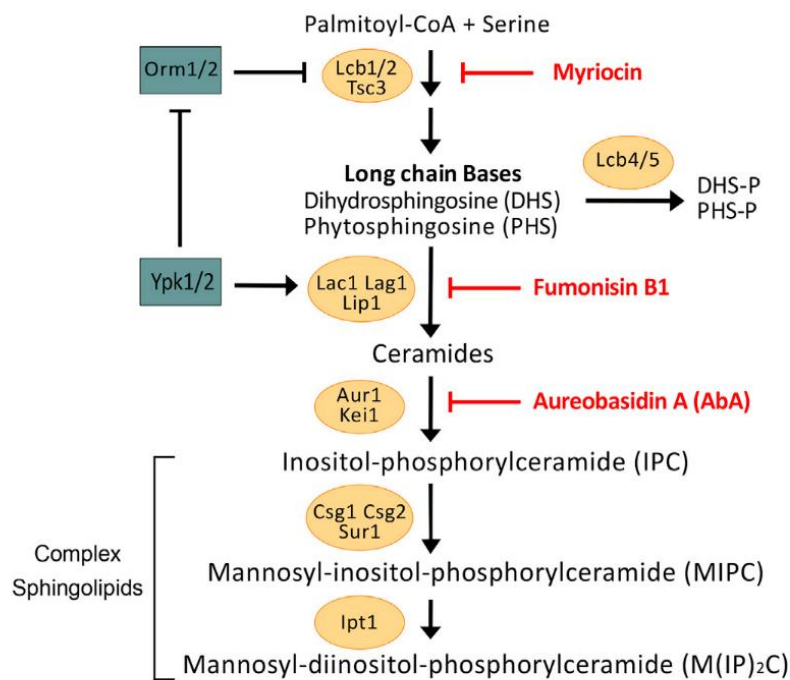 Palmitoyl-CoA + Serine
Orm1/2
Lcb1/2
Tsc3
Myriocin
Lcb4/5
Long chain Bases
Dihydrosphingosine (DHS)
Phytosphingosine (PHS)
DHS-P
PHS-P
Ypk1/2
Lac1 Lag1
Lip1
Fumonisin B1
Ceramides
Aur1
Kei1
Aureobasidin A (AbA)
Inositol-phosphorylceramide (IPC)
Csg1 Csg2
Sur1
Complex
Sphingolipids
Mannosyl-inositol-phosphorylceramide (MIPC)
Ipt1
Mannosyl-diinositol-phosphorylceramide (M(IP)₂C)